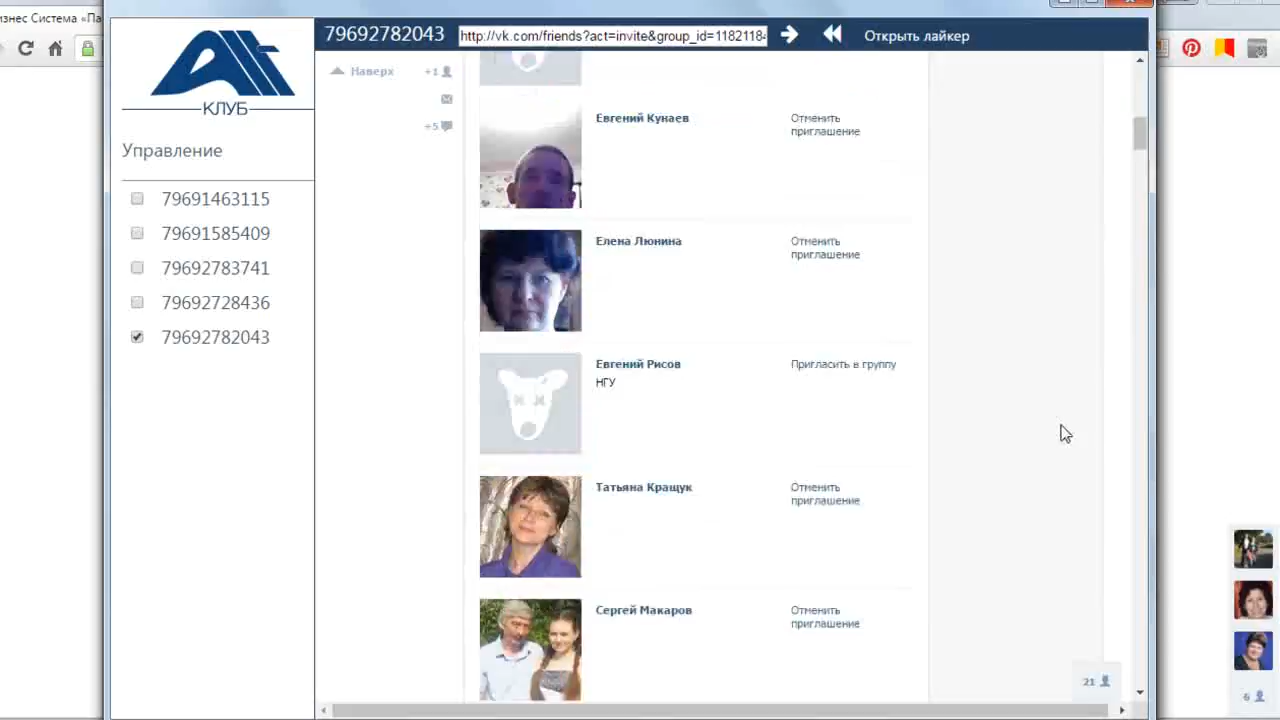 изнес Система «Па
КЛУБ
Управление
79691463115
79691585409
79692783741
79692728436
79692782043
79692782043
http://vk.com/friends?act=invite&group_id=11821184
Открыть лайкер
Наверх
+1
+5
Евгений Кунаев
Отменить
приглашение
Елена Люнина
Отменить
приглашение
Евгений Рисов
НГУ
Пригласить в группу
Татьяна Кращук
Отменить
приглашение
Сергей Макаров
Отменить
приглашение
21
6